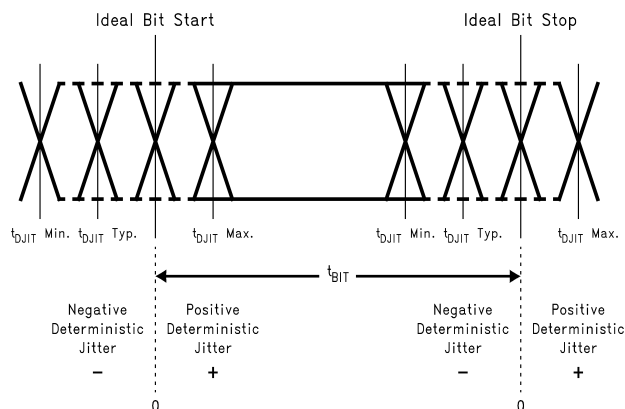 Ideal Bit Start
Ideal Bit Stop
tDJIT Min.
tDJIT Typ.
tDJIT Max.
tDJIT Min.
tDJIT Typ.
tDJIT Max.
tBIT
Negative
Deterministic
Jitter
−
Positive
Deterministic
Jitter
+
Negative
Deterministic
Jitter
−
Positive
Deterministic
Jitter
+
0
0